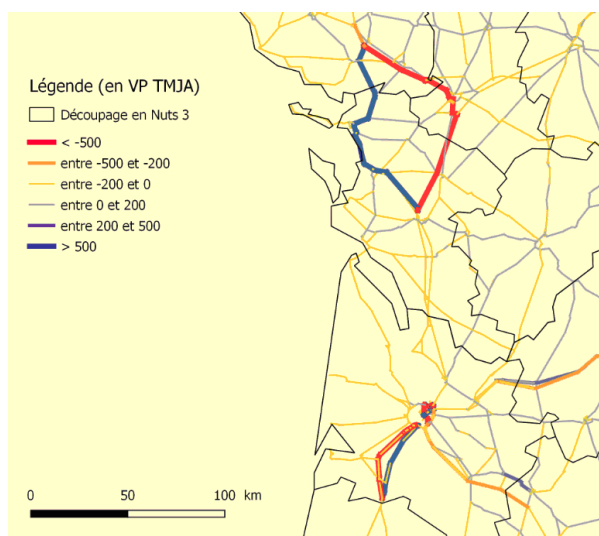 Légende (en VP TMJA)
Découpage en Nuts 3
< -500
entre -500 et -200
entre -200 et 0
entre 0 et 200
entre 200 et 500
> 500
0 50 100 km